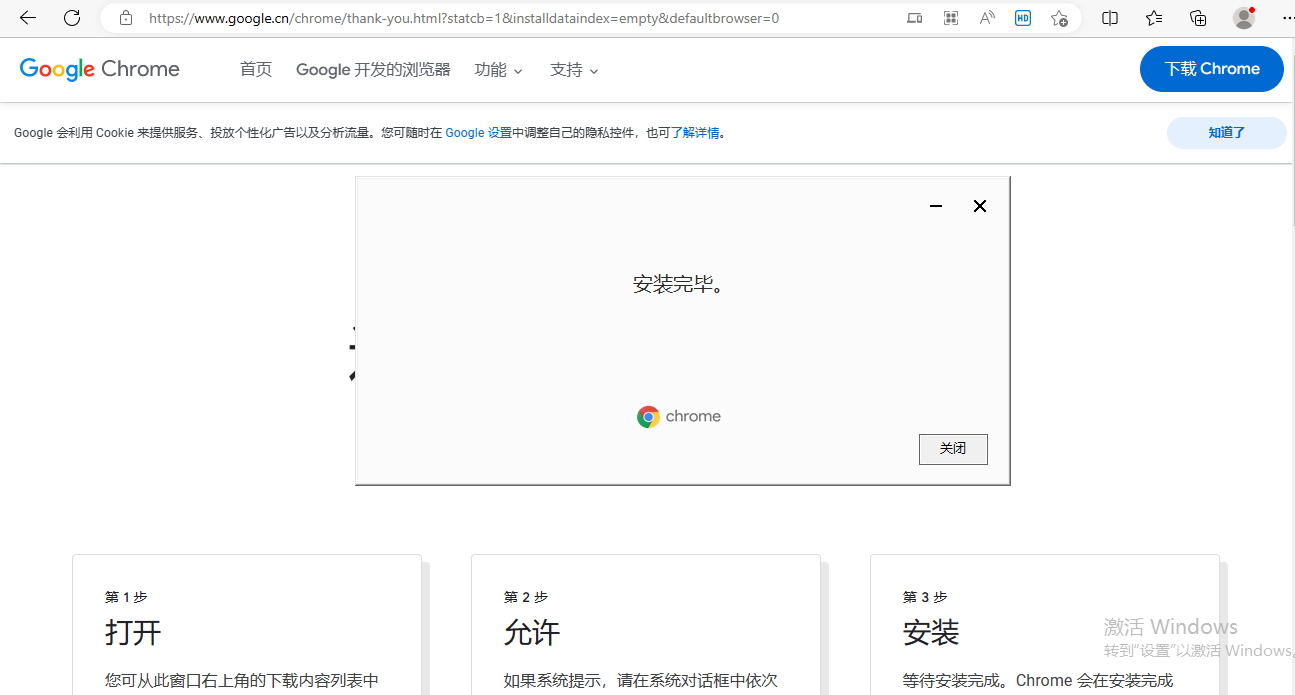 https://www.google.cn/chrome/thank-you.html?statcb=1&installdataindex=empty&defaultbrowser=0
HD
Google Chrome 首页 Google 开发的浏览器 功能 支持 下载 Chrome
Google 会利用 Cookie 来提供服务、投放个性化广告以及分析流量。您可随时在 Google 设置中调整自己的隐私控件，也可了解详情。 知道了
安装完毕。
chrome
关闭
第 1 步
打开
您可从此窗口右上角的下载内容列表中
第 2 步
允许
如果系统提示，请在系统对话框中依次
第 3 步
安装
等待安装完成。Chrome 会在安装完成
激活 Windows
转到"设置"以激活 Windows。